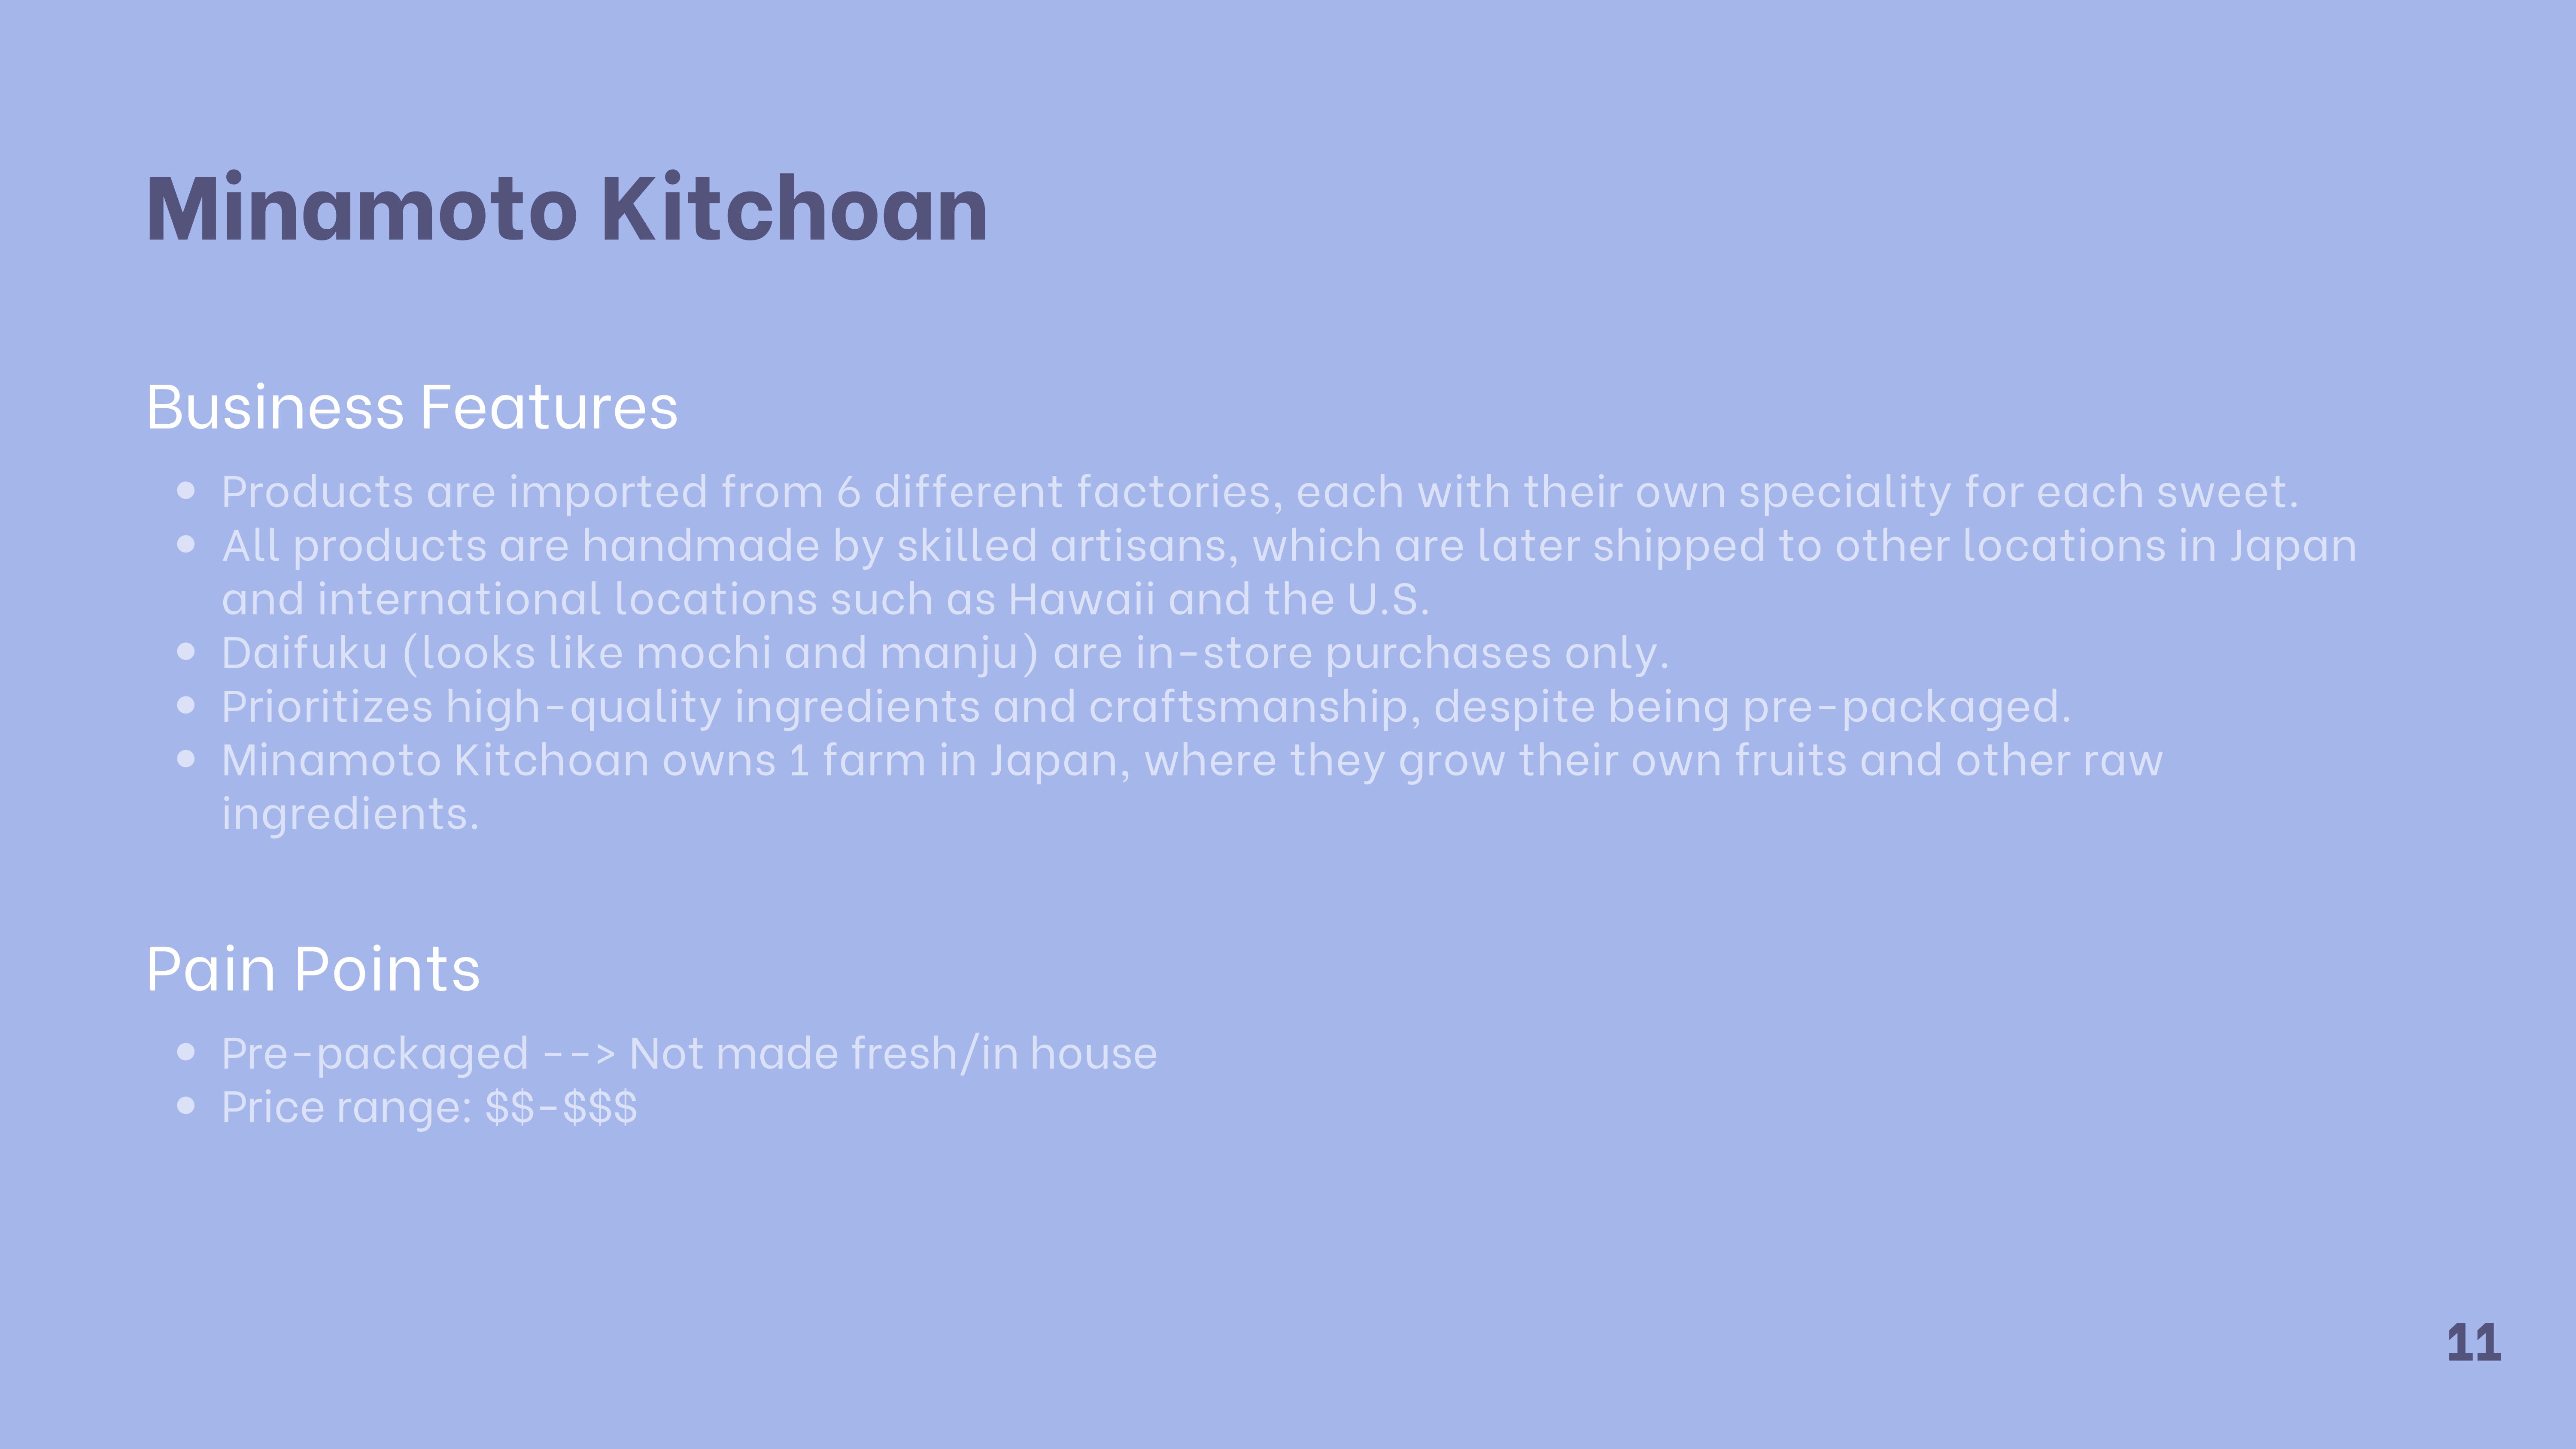 Minamoto Kitchoan
Business Features
• Products are imported from 6 different factories, each with their own speciality for each sweet.
• All products are handmade by skilled artisans, which are later shipped to other locations in Japan
and international locations such as Hawaii and the U.S.
• Daifuku (looks like mochi and manju) are in-store purchases only.
• Prioritizes high-quality ingredients and craftsmanship, despite being pre-packaged.
• Minamoto Kitchoan owns 1 farm in Japan, where they grow their own fruits and other raw
ingredients.
Pain Points
• Pre-packaged --> Not made fresh/in house
• Price range: $$-$$$
11